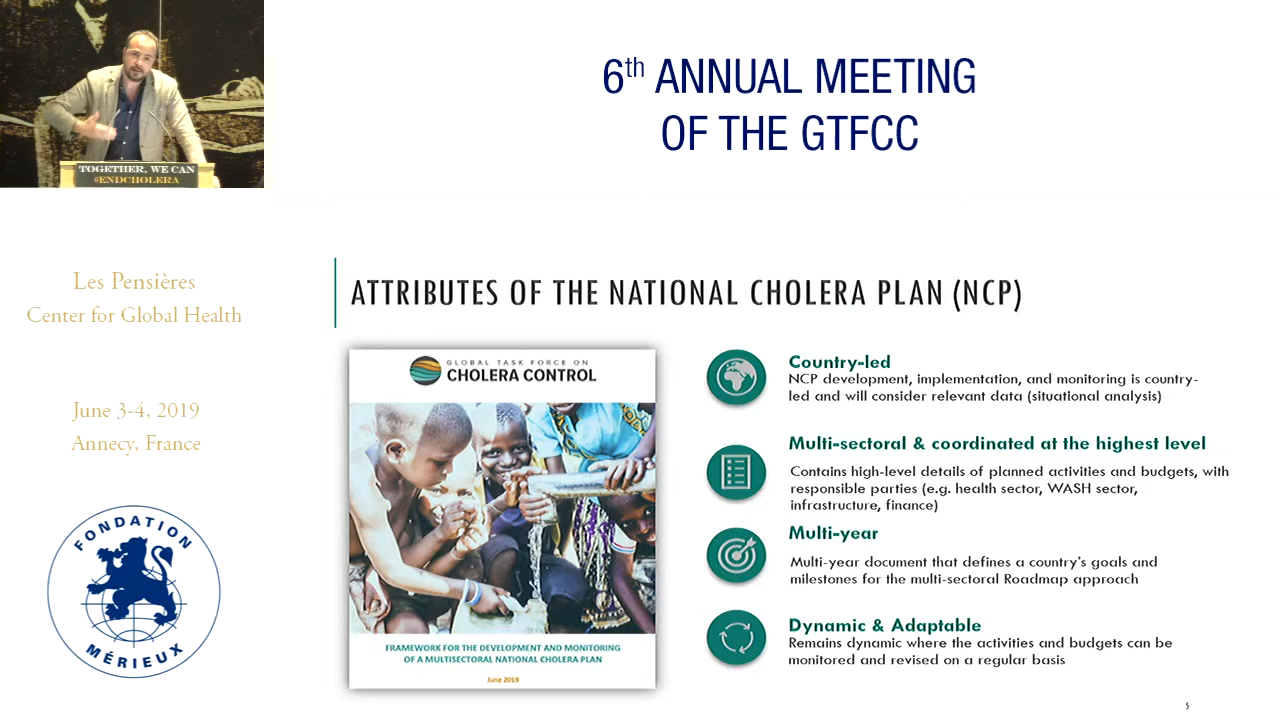 TOGETHER, WE CAN
#ENDCHOLERA
6th ANNUAL MEETING
OF THE GTFCC
Les Pensières
Center for Global Health
June 3-4, 2019
Annecy, France
FONDATION
MÉRIEUX
ATTRIBUTES OF THE NATIONAL CHOLERA PLAN (NCP)
GLOBAL TASK FORCE ON
CHOLERA CONTROL
FRAMEWORK FOR THE DEVELOPMENT AND MONITORING
OF A MULTISECTORAL NATIONAL CHOLERA PLAN
June 2019
Country-led
NCP development, implementation, and monitoring is country-
led and will consider relevant data (situational analysis)
Multi-sectoral & coordinated at the highest level
Contains high-level details of planned activities and budgets, with
responsible parties (e.g. health sector, WASH sector,
infrastructure, finance)
Multi-year
Multi-year document that defines a country's goals and
milestones for the multi-sectoral Roadmap approach
Dynamic & Adaptable
Remains dynamic where the activities and budgets can be
monitored and revised on a regular basis
5